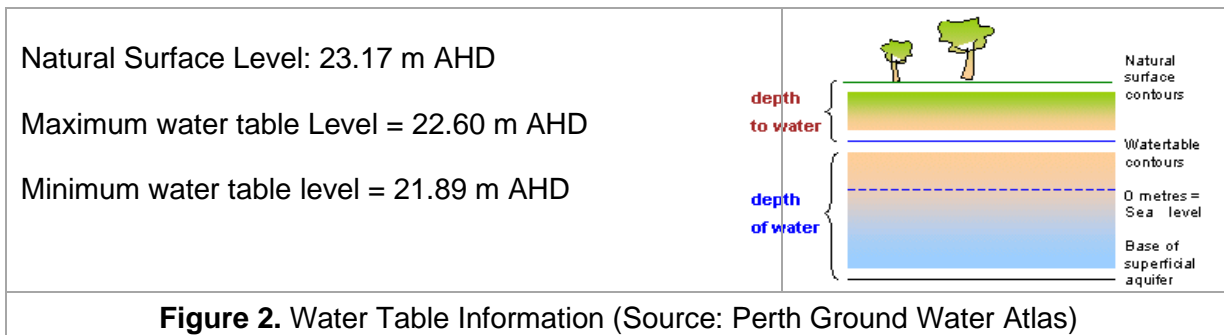 Natural Surface Level: 23.17 m AHD
Maximum water table Level = 22.60 m AHD
Minimum water table level = 21.89 m AHD
depth
to water
depth
of water
Natural
surface
contours
Watertable
contours
0 metres =
Sea level
Base of
superficial
aquifer
Figure 2. Water Table Information (Source: Perth Ground Water Atlas)